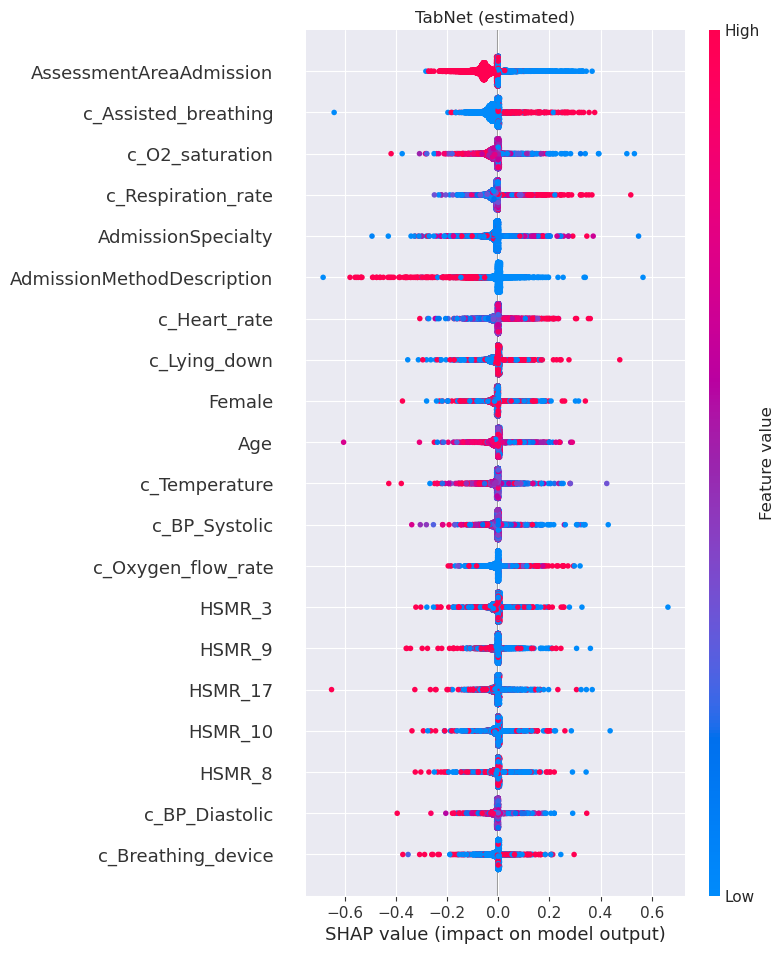 TabNet (estimated)
High
AssessmentAreaAdmission
c_Assisted_breathing
c_O2_saturation
c_Respiration_rate
AdmissionSpecialty
AdmissionMethodDescription
c_Heart_rate
c_Lying_down
Female
Age
c_Temperature
c_BP_Systolic
c_Oxygen_flow_rate
HSMR_3
HSMR_9
HSMR_17
HSMR_10
HSMR_8
c_BP_Diastolic
c_Breathing_device
Feature value
Low
−0.6 −0.4 −0.2 0.0 0.2 0.4 0.6
SHAP value (impact on model output)